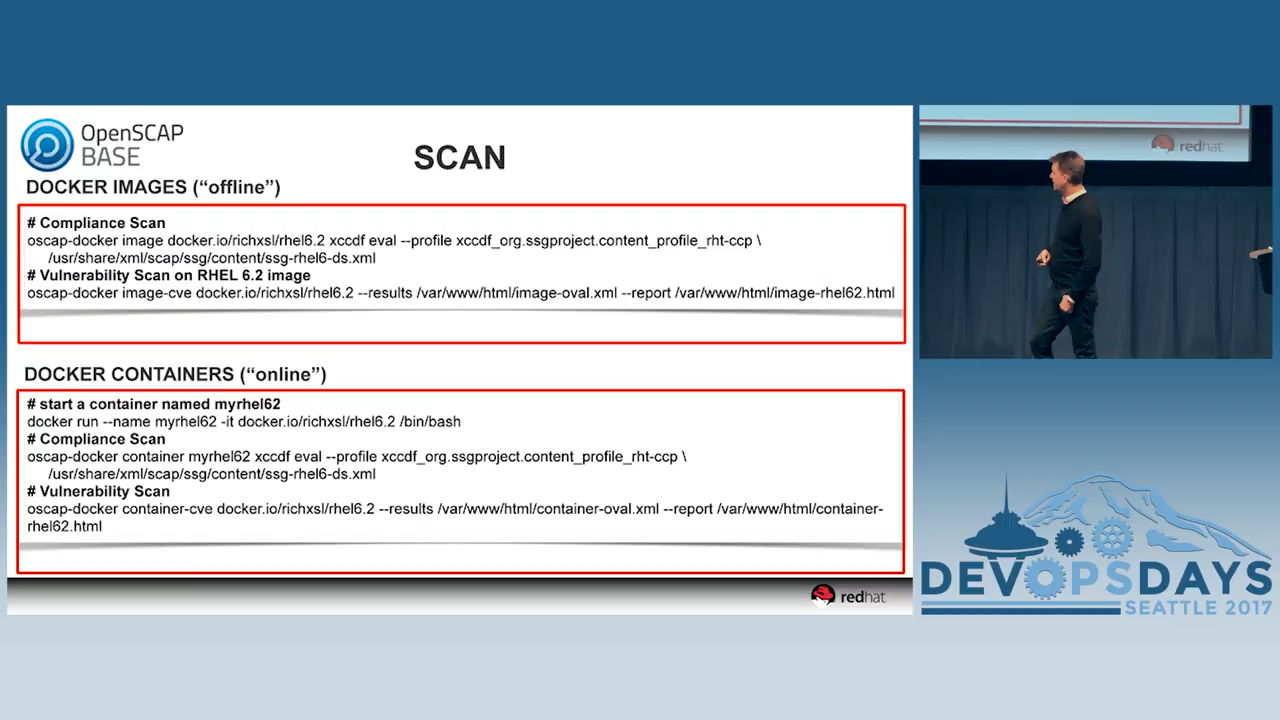 OpenSCAP
BASE
SCAN
DOCKER IMAGES (“offline”)
# Compliance Scan
oscap-docker image docker.io/richxsl/rhel6.2 xccdf eval --profile xccdf_org.ssgproject.content_profile_rht-ccp \
/usr/share/xml/scap/ssg/content/ssg-rhel6-ds.xml
# Vulnerability Scan on RHEL 6.2 image
oscap-docker image-cve docker.io/richxsl/rhel6.2 --results /var/www/html/image-oval.xml --report /var/www/html/image-rhel62.html
DOCKER CONTAINERS (“online”)
# start a container named myrhel62
docker run --name myrhel62 -it docker.io/richxsl/rhel6.2 /bin/bash
# Compliance Scan
oscap-docker container myrhel62 xccdf eval --profile xccdf_org.ssgproject.content_profile_rht-ccp \
/usr/share/xml/scap/ssg/content/ssg-rhel6-ds.xml
# Vulnerability Scan
oscap-docker container-cve docker.io/richxsl/rhel6.2 --results /var/www/html/container-oval.xml --report /var/www/html/container-
rhel62.html
redhat
redhat
DEVOPSDAYS
SEATTLE 2017